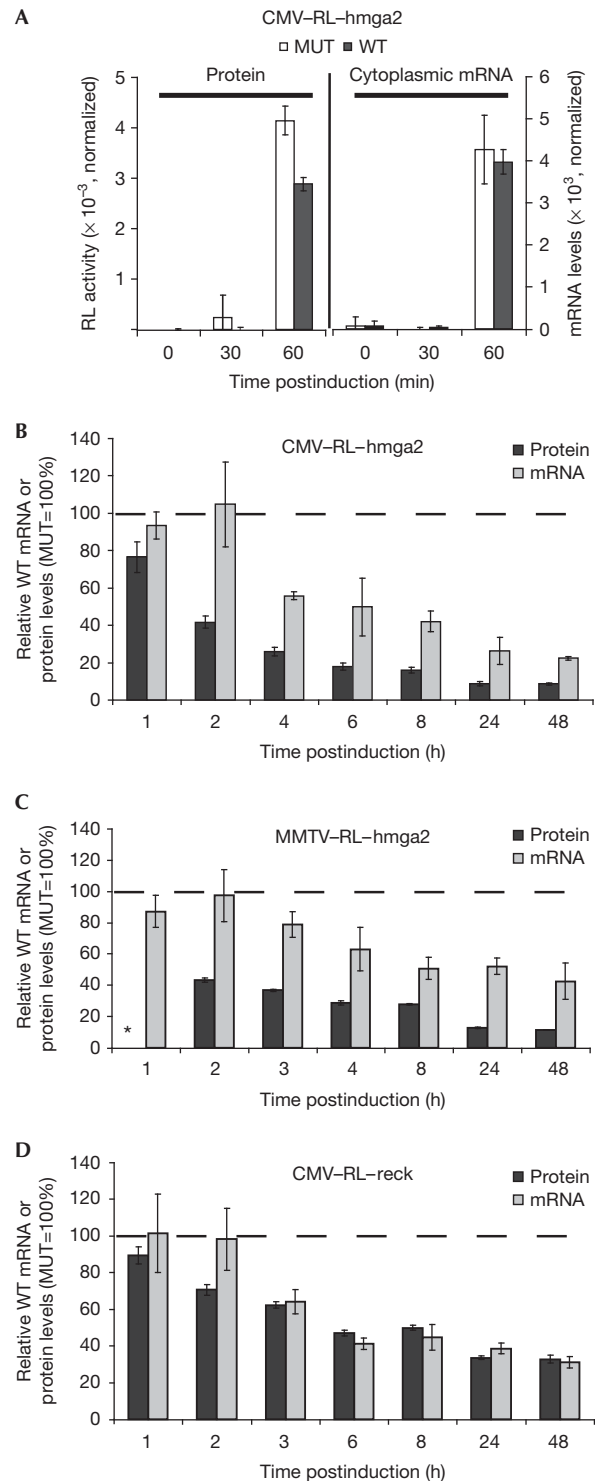 A
CMV–RL–hmga2
MUT WT
Protein
Cytoplasmic mRNA
RL activity (× 10–3, normalized)
5
4
3
2
1
6
5
4
3
2
1
0
mRNA levels (× 103, normalized)
0 30 60 0 30 60
Time postinduction (min)
B
CMV–RL–hmga2
Protein
mRNA
Relative WT mRNA or
protein levels (MUT=100%)
140
120
100
80
60
40
20
0
1 2 4 6 8 24 48
Time postinduction (h)
C
MMTV–RL–hmga2
Protein
mRNA
Relative WT mRNA or
protein levels (MUT=100%)
140
120
100
80
60
40
20
0
*
1 2 3 4 8 24 48
Time postinduction (h)
D
CMV–RL–reck
Protein
mRNA
Relative WT mRNA or
protein levels (MUT=100%)
140
120
100
80
60
40
20
0
1 2 3 6 8 24 48
Time postinduction (h)